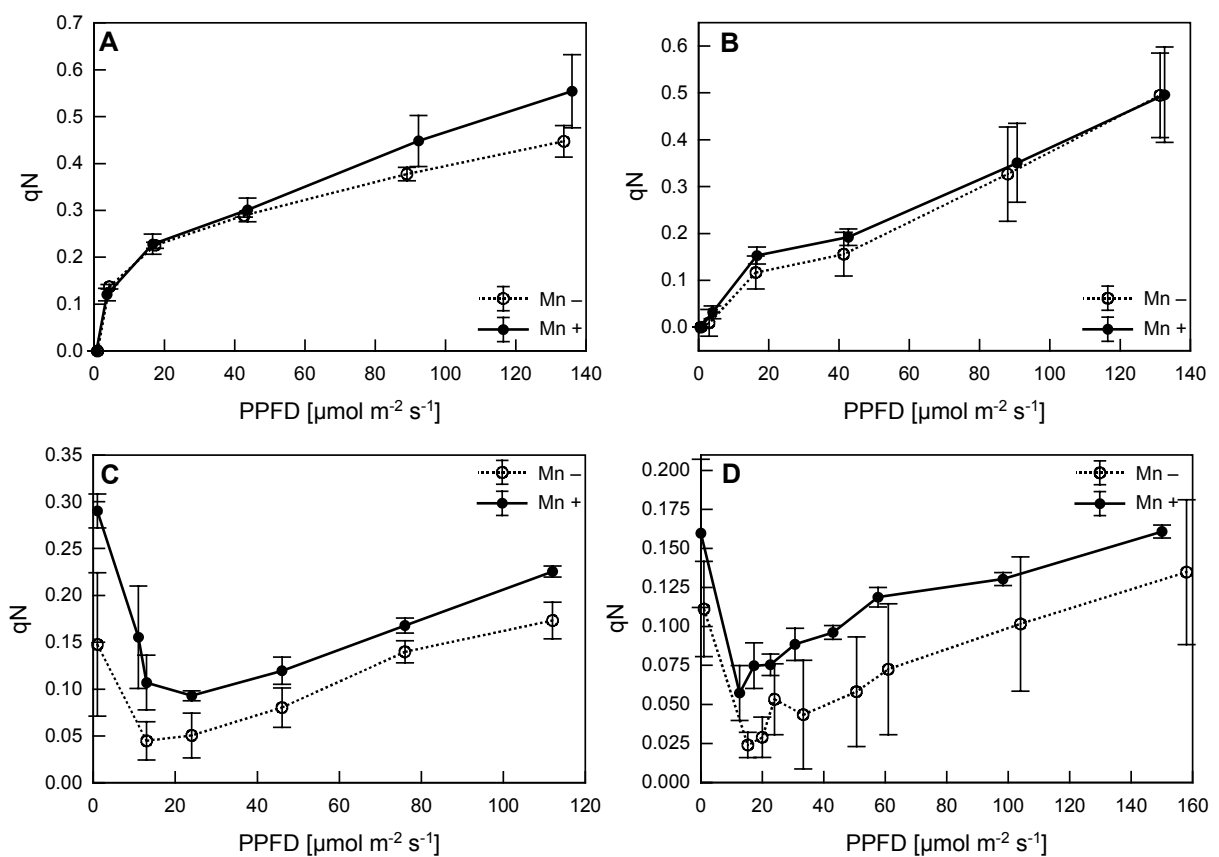 A
qN
0.7
0.6
0.5
0.4
0.3
0.2
0.1
0.0
0 20 40 60 80 100 120 140
PPFD [µmol m-2 s-1]
Mn –
Mn +
B
qN
0.6
0.5
0.4
0.3
0.2
0.1
0.0
0 20 40 60 80 100 120 140
PPFD [µmol m-2 s-1]
Mn –
Mn +
C
qN
0.35
0.30
0.25
0.20
0.15
0.10
0.05
0.00
0 20 40 60 80 100 120
PPFD [µmol m-2 s-1]
Mn –
Mn +
D
qN
0.200
0.175
0.150
0.125
0.100
0.075
0.050
0.025
0.000
0 20 40 60 80 100 120 140 160
PPFD [µmol m-2 s-1]
Mn –
Mn +